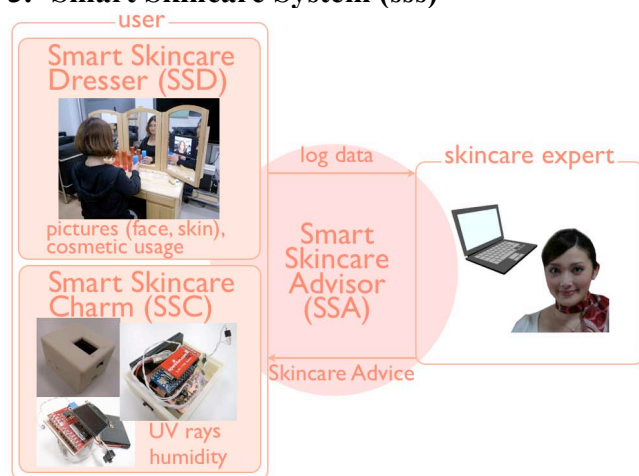 3. Smart Skincare System (sss)
user
Smart Skincare
Dresser (SSD)
pictures (face, skin),
cosmetic usage
Smart Skincare
Charm (SSC)
UV rays
humidity
log data
Smart
Skincare
Advisor
(SSA)
Skincare Advice
skincare expert